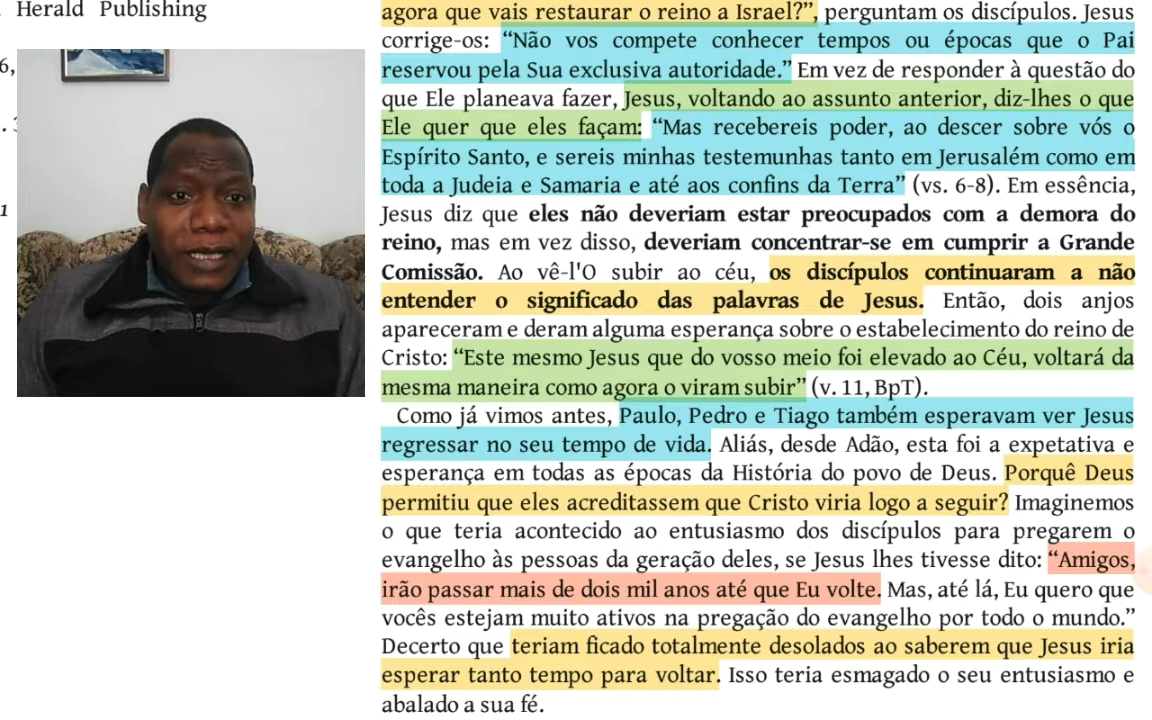 Herald Publishing
6,
. 3
1
agora que vais restaurar o reino a Israel?”, perguntam os discípulos. Jesus
corrige-os: “Não vos compete conhecer tempos ou épocas que o Pai
reservou pela Sua exclusiva autoridade.” Em vez de responder à questão do
que Ele planeava fazer, Jesus, voltando ao assunto anterior, diz-lhes o que
Ele quer que eles façam: “Mas recebereis poder, ao descer sobre vós o
Espírito Santo, e sereis minhas testemunhas tanto em Jerusalém como em
toda a Judeia e Samaria e até aos confins da Terra” (vs. 6-8). Em essência,
Jesus diz que eles não deveriam estar preocupados com a demora do
reino, mas em vez disso, deveriam concentrar-se em cumprir a Grande
Comissão. Ao vê-l'O subir ao céu, os discípulos continuaram a não
entender o significado das palavras de Jesus. Então, dois anjos
apareceram e deram alguma esperança sobre o estabelecimento do reino de
Cristo: “Este mesmo Jesus que do vosso meio foi elevado ao Céu, voltará da
mesma maneira como agora o viram subir” (v. 11, BpT).
Como já vimos antes, Paulo, Pedro e Tiago também esperavam ver Jesus
regressar no seu tempo de vida. Aliás, desde Adão, esta foi a expetativa e
esperança em todas as épocas da História do povo de Deus. Porquê Deus
permitiu que eles acreditassem que Cristo viria logo a seguir? Imaginemos
o que teria acontecido ao entusiasmo dos discípulos para pregarem o
evangelho às pessoas da geração deles, se Jesus lhes tivesse dito: “Amigos,
irão passar mais de dois mil anos até que Eu volte. Mas, até lá, Eu quero que
vocês estejam muito ativos na pregação do evangelho por todo o mundo.”
Decerto que teriam ficado totalmente desolados ao saberem que Jesus iria
esperar tanto tempo para voltar. Isso teria esmagado o seu entusiasmo e
abalado a sua fé.